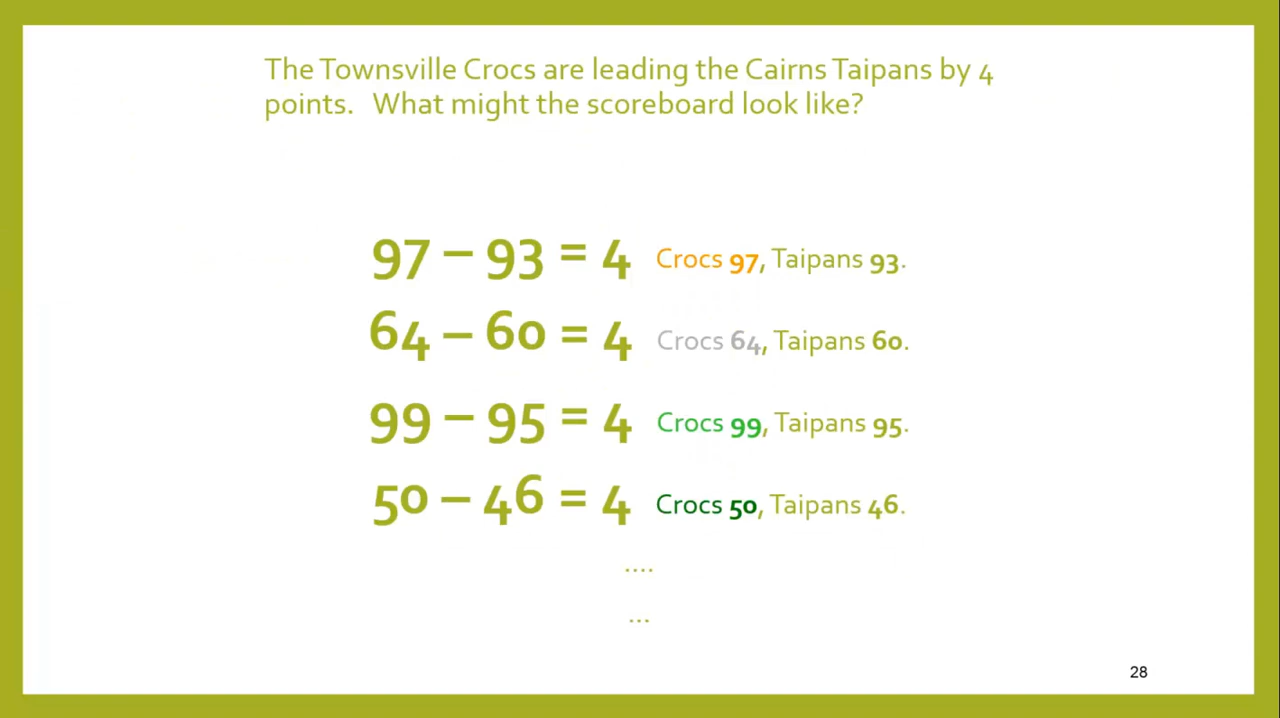 The Townsville Crocs are leading the Cairns Taipans by 4
points.   What might the scoreboard look like?
97 – 93 = 4 Crocs 97, Taipans 93.
64 – 60 = 4 Crocs 64, Taipans 60.
99 – 95 = 4 Crocs 99, Taipans 95.
50 – 46 = 4 Crocs 50, Taipans 46.
....
...
28